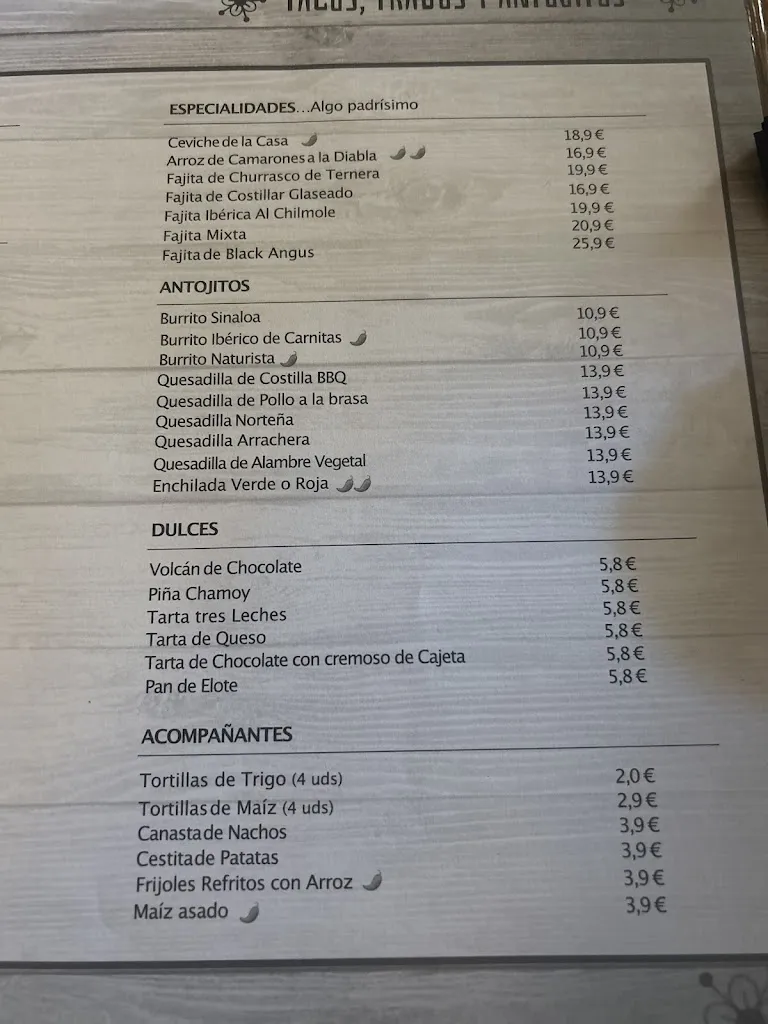 TACOS, TRAGOS Y ANTOJITOS
ESPECIALIDADES...Algo padrísimo
Ceviche de la Casa 18,9 €
Arroz de Camarones a la Diabla 16,9 €
Fajita de Churrasco de Ternera 19,9 €
Fajita de Costillar Glaseado 16,9 €
Fajita Ibérica Al Chilmole 19,9 €
Fajita Mixta 20,9 €
Fajita de Black Angus 25,9 €
ANTOJITOS
Burrito Sinaloa 10,9 €
Burrito Ibérico de Carnitas 10,9 €
Burrito Naturista 10,9 €
Quesadilla de Costilla BBQ 13,9 €
Quesadilla de Pollo a la brasa 13,9 €
Quesadilla Norteña 13,9 €
Quesadilla Arrachera 13,9 €
Quesadilla de Alambre Vegetal 13,9 €
Enchilada Verde o Roja 13,9 €
DULCES
Volcán de Chocolate 5,8 €
Piña Chamoy 5,8 €
Tarta tres Leches 5,8 €
Tarta de Queso 5,8 €
Tarta de Chocolate con cremoso de Cajeta 5,8 €
Pan de Elote 5,8 €
ACOMPAÑANTES
Tortillas de Trigo (4 uds) 2,0 €
Tortillas de Maíz (4 uds) 2,9 €
Canasta de Nachos 3,9 €
Cestita de Patatas 3,9 €
Frijoles Refritos con Arroz 3,9 €
Maíz asado 3,9 €